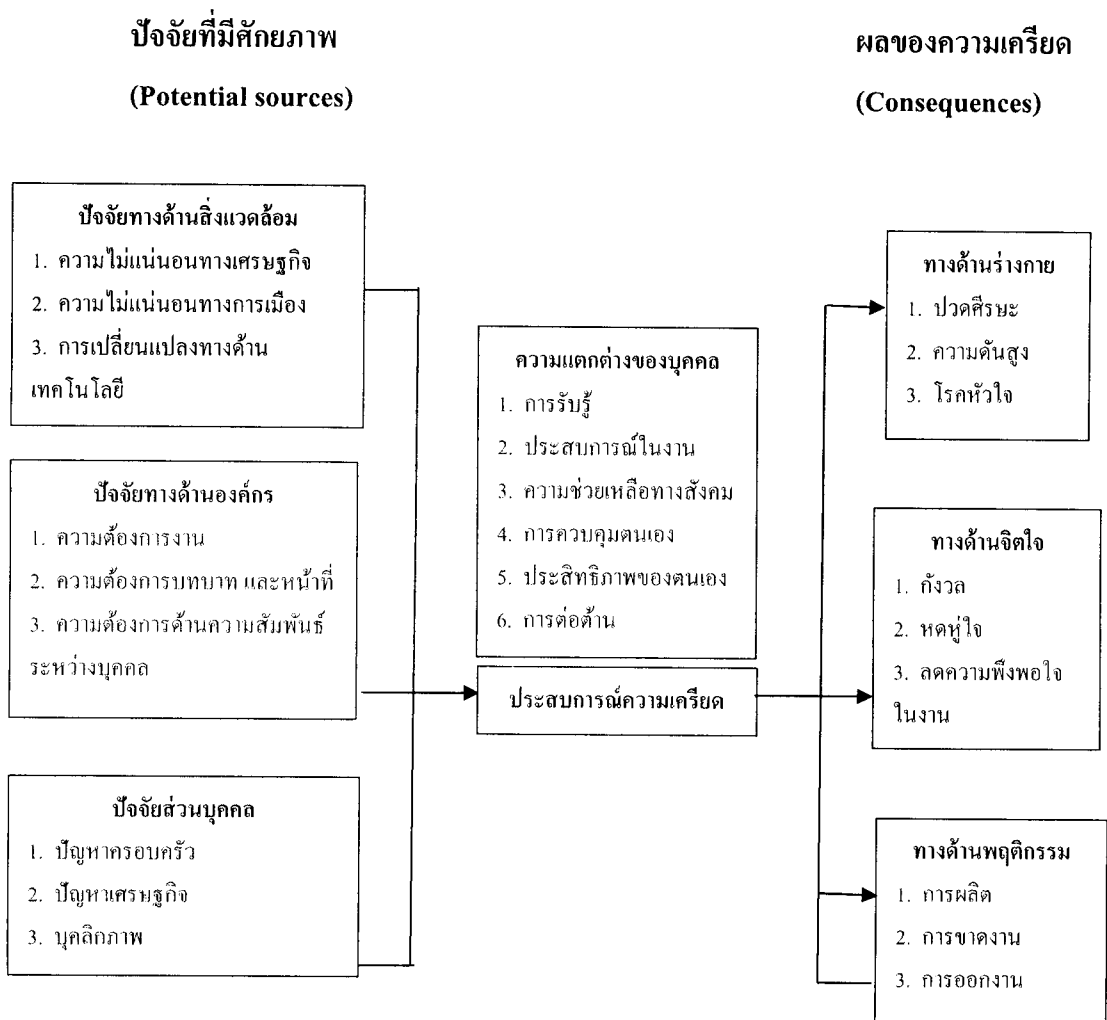 ปัจจัยที่มีศักยภาพ
(Potential sources)
ผลของความเครียด
(Consequences)
ปัจจัยทางด้านสิ่งแวดล้อม
1. ความไม่แน่นอนทางเศรษฐกิจ
2. ความไม่แน่นอนทางการเมือง
3. การเปลี่ยนแปลงทางด้าน
เทคโนโลยี
ปัจจัยทางด้านองค์กร
1. ความต้องการงาน
2. ความต้องการบทบาท และหน้าที่
3. ความต้องการด้านความสัมพันธ์
ระหว่างบุคคล
ปัจจัยส่วนบุคคล
1. ปัญหาครอบครัว
2. ปัญหาเศรษฐกิจ
3. บุคลิกภาพ
ความแตกต่างของบุคคล
1. การรับรู้
2. ประสบการณ์ในงาน
3. ความช่วยเหลือทางสังคม
4. การควบคุมตนเอง
5. ประสิทธิภาพของตนเอง
6. การต่อต้าน
ประสบการณ์ความเครียด
ทางด้านร่างกาย
1. ปวดศีรษะ
2. ความดันสูง
3. โรคหัวใจ
ทางด้านจิตใจ
1. กังวล
2. หดหู่ใจ
3. ลดความพึงพอใจ
ในงาน
ทางด้านพฤติกรรม
1. การผลิต
2. การขาดงาน
3. การออกงาน